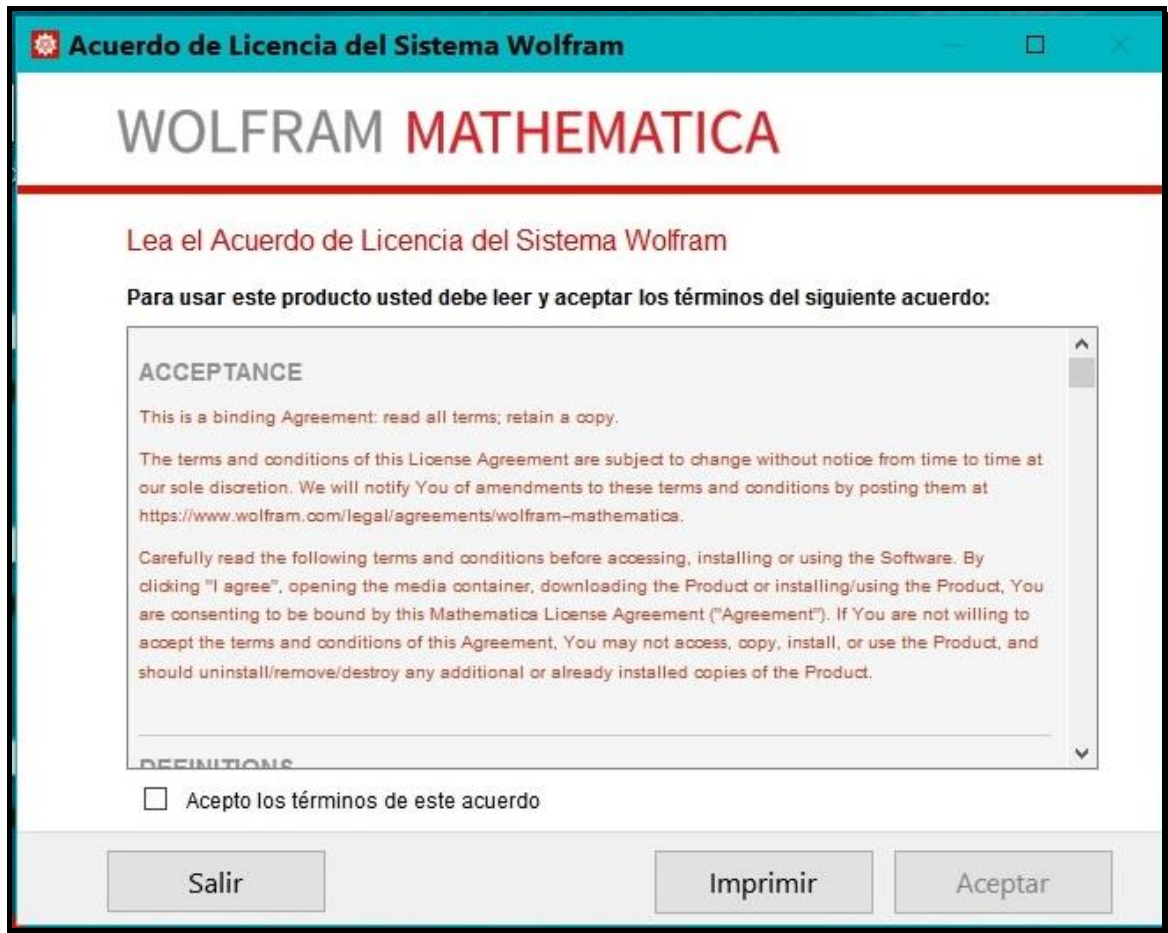 Acuerdo de Licencia del Sistema Wolfram
WOLFRAM MATHEMATICA
Lea el Acuerdo de Licencia del Sistema Wolfram
Para usar este producto usted debe leer y aceptar los términos del siguiente acuerdo:
ACCEPTANCE
This is a binding Agreement: read all terms; retain a copy.
The terms and conditions of this License Agreement are subject to change without notice from time to time at
our sole discretion. We will notify You of amendments to these terms and conditions by posting them at
https://www.wolfram.com/legal/agreements/wolfram–mathematica.
Carefully read the following terms and conditions before accessing, installing or using the Software. By
clicking "I agree", opening the media container, downloading the Product or installing/using the Product, You
are consenting to be bound by this Mathematica License Agreement ("Agreement"). If You are not willing to
accept the terms and conditions of this Agreement, You may not access, copy, install, or use the Product, and
should uninstall/remove/destroy any additional or already installed copies of the Product.
DEFINITIONS
Acepto los términos de este acuerdo
Salir
Imprimir
Aceptar